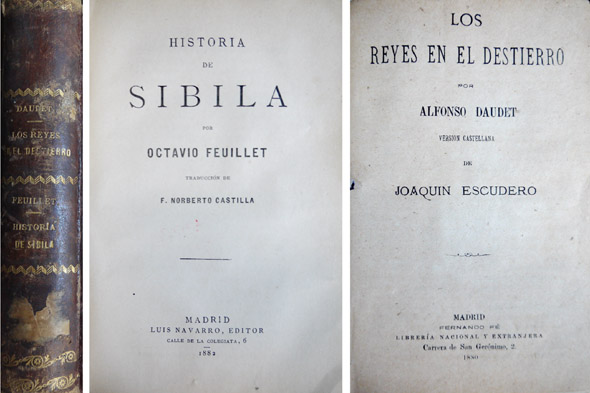 DAUDET
LOS REYES
EN EL DESTIERRO
FEUILLET
HISTORIA
DE SIBILA
HISTORIA
DE
SIBILA
POR
OCTAVIO FEUILLET
TRADUCCIÓN DE
F. NORBERTO CASTILLA
MADRID
LUIS NAVARRO, EDITOR
CALLE DE LA COLEGIATA, 6
1882
LOS
REYES EN EL DESTIERRO
POR
ALFONSO DAUDET
VERSION CASTELLANA
DE
JOAQUIN ESCUDERO
MADRID
FERNANDO FÉ
LIBRERÍA NACIONAL Y EXTRANJERA
Carrera de San Gerónimo, 2.
1880